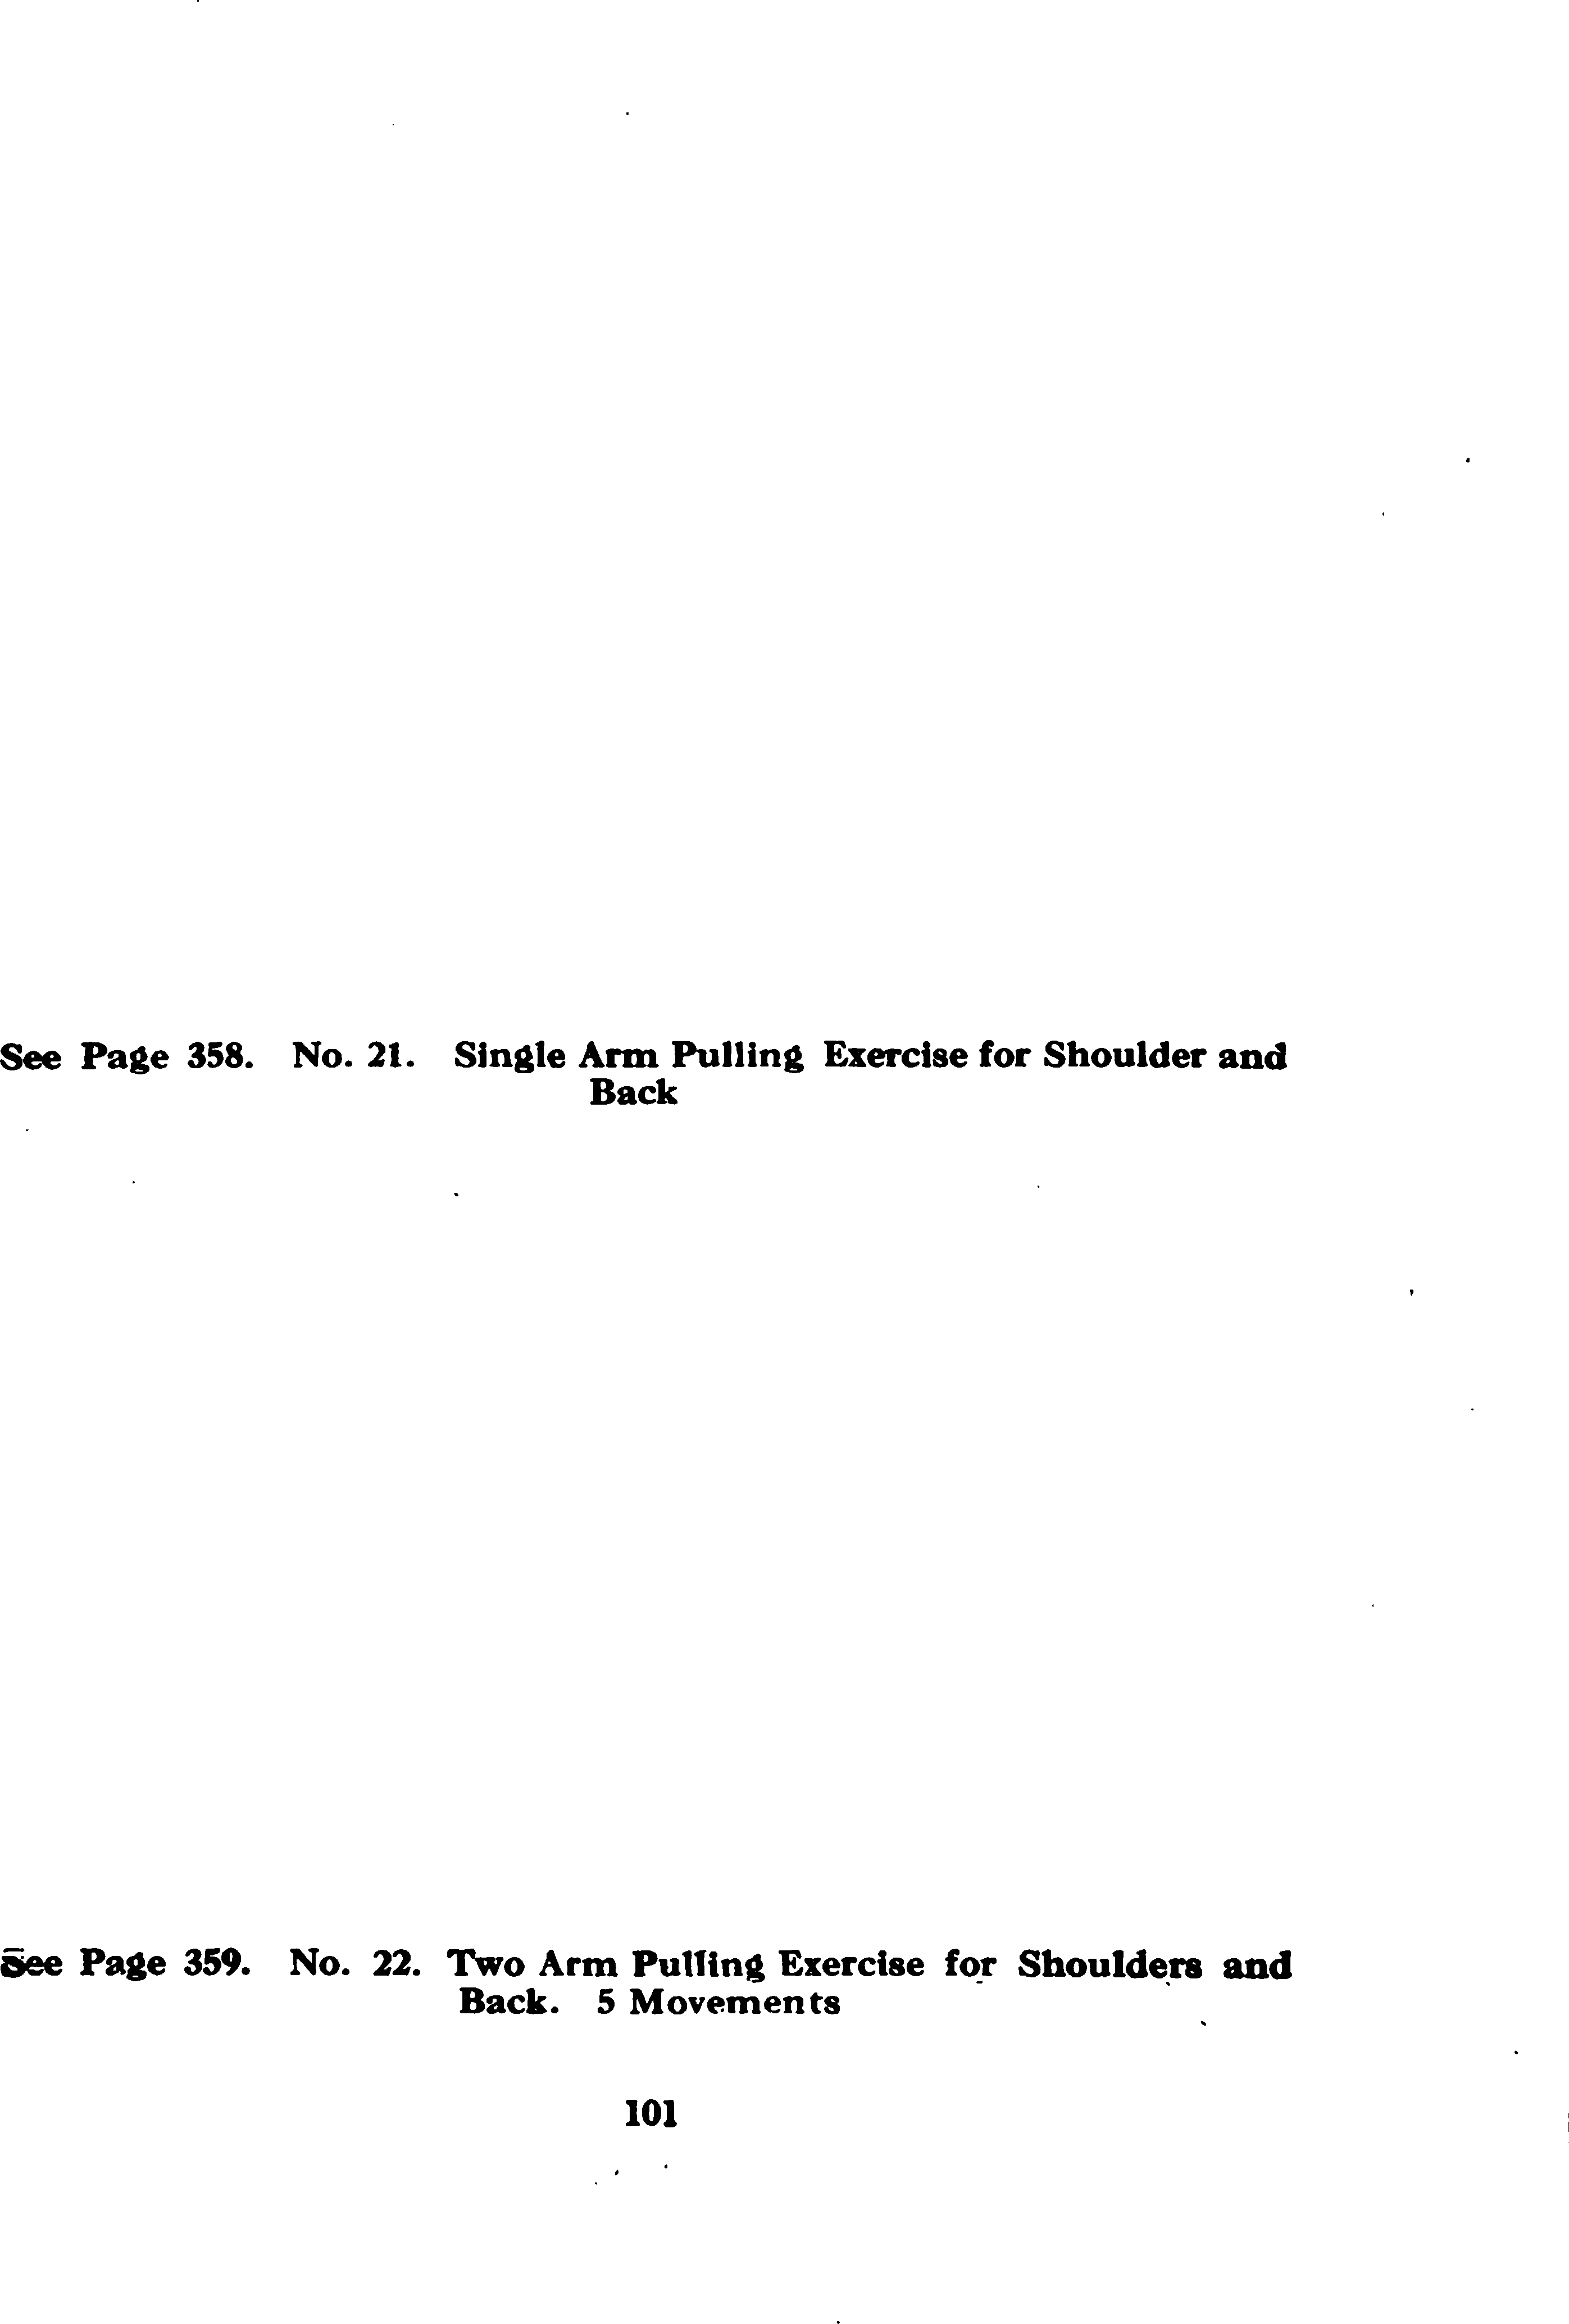 See Page 358. No. 21. Single Arm Pulling Exercise for Shoulder and
Back
See Page 359. No. 22. Two Arm Pulling Exercise for Shoulders and
Back. 5 Movements
101